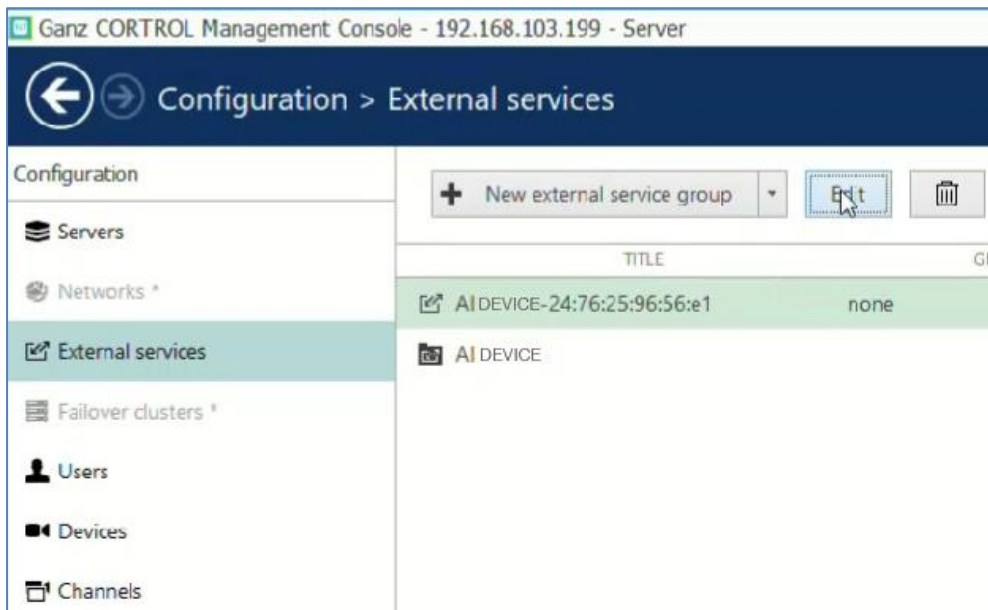 Ganz CORTROL Management Console - 192.168.103.199 - Server
Configuration > External services
Configuration
Servers
Networks *
External services
Failover clusters *
Users
Devices
Channels
New external service group
Edit
TITLE
AI DEVICE-24:76:25:96:56:e1 none
AI DEVICE